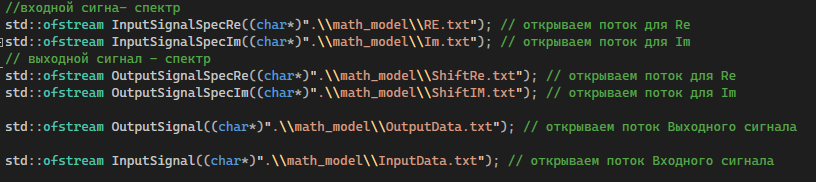 //входной сигна- спектр
std::ofstream InputSignalSpecRe((char*)".\\math_model\\RE.txt"); // открываем поток для Re
std::ofstream InputSignalSpecIm((char*)".\\math_model\\Im.txt"); // открываем поток для Im
// выходной сигнал - спектр
std::ofstream OutputSignalSpecRe((char*)".\\math_model\\ShiftRe.txt"); // открываем поток для Re
std::ofstream OutputSignalSpecIm((char*)".\\math_model\\ShiftIM.txt"); // открываем поток для Im
std::ofstream OutputSignal((char*)".\\math_model\\OutputData.txt"); // открываем поток Выходного сигнала
std::ofstream InputSignal((char*)".\\math_model\\InputData.txt"); // открываем поток Входного сигнала